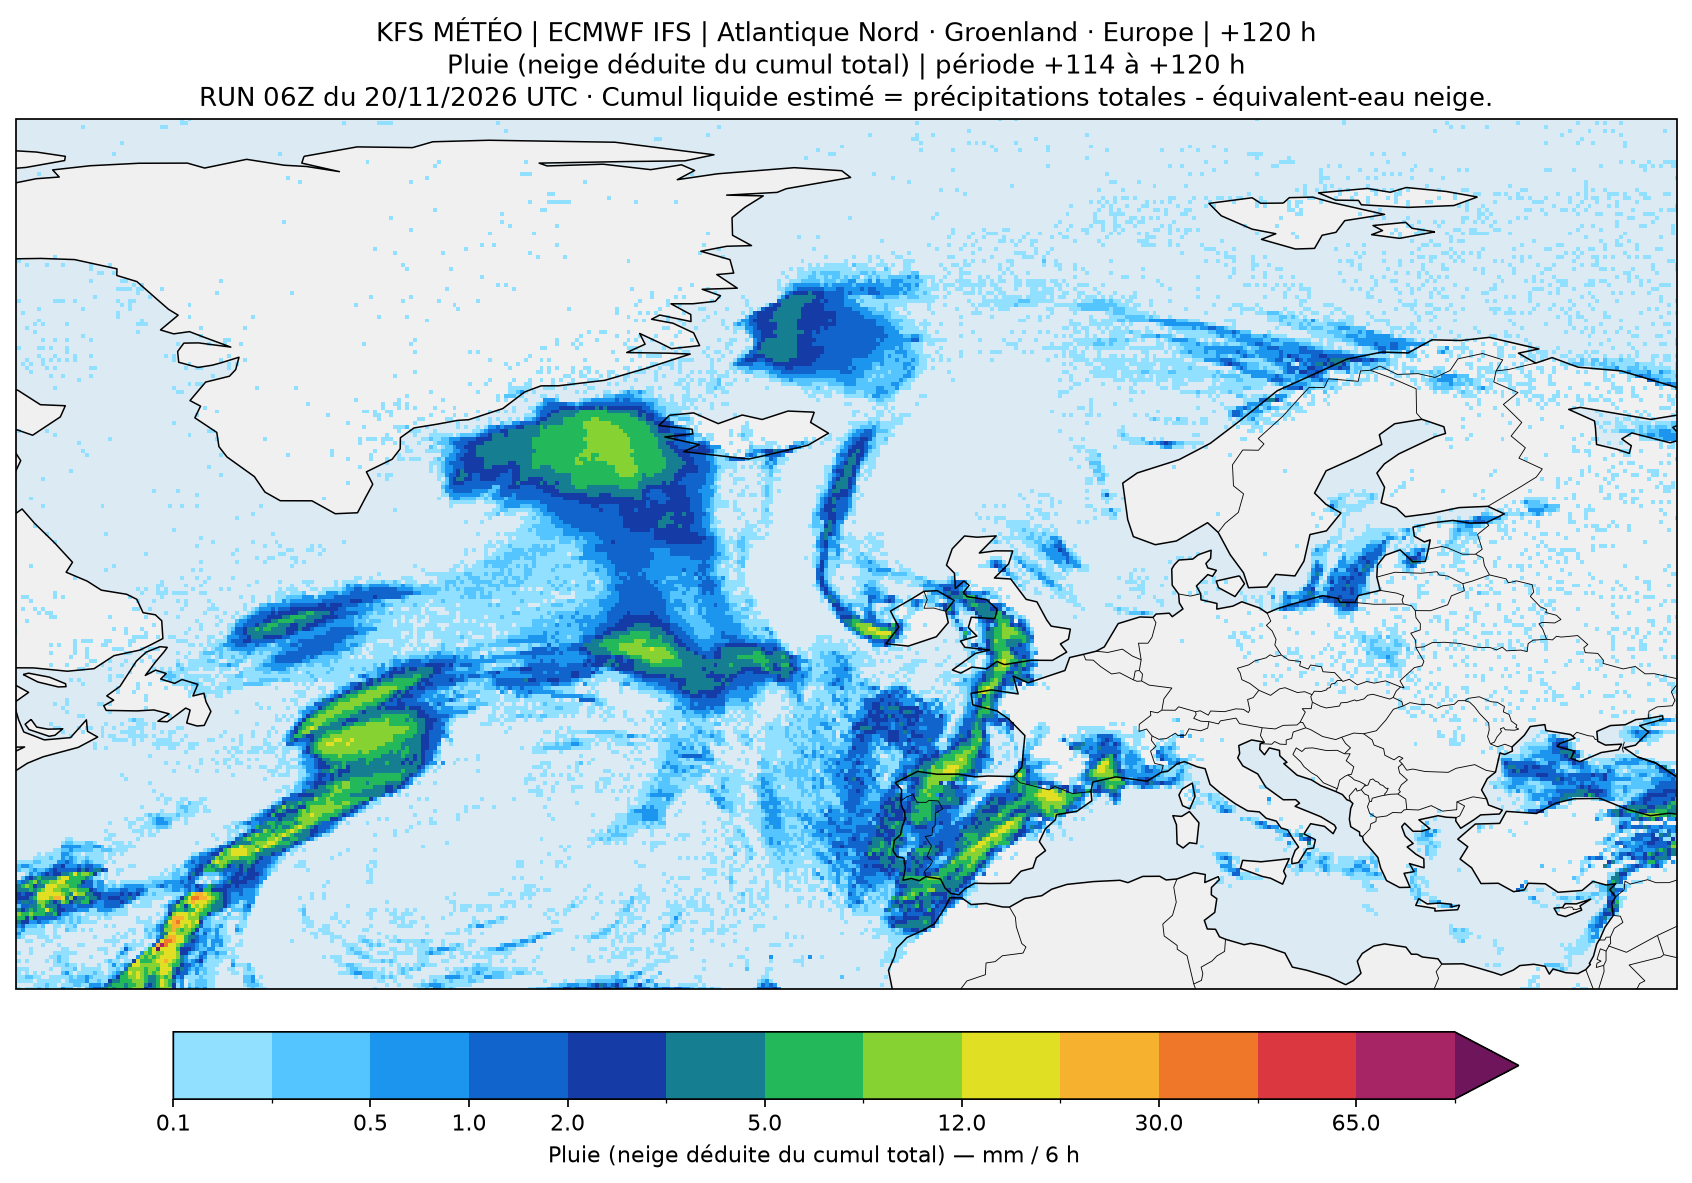 KFS MÉTÉO | ECMWF IFS | Atlantique Nord · Groenland · Europe | +120 h
Pluie (neige déduite du cumul total) | période +114 à +120 h
RUN 06Z du 20/11/2026 UTC · Cumul liquide estimé = précipitations totales - équivalent-eau neige.
0.1 0.5 1.0 2.0 5.0 12.0 30.0 65.0
Pluie (neige déduite du cumul total) — mm / 6 h